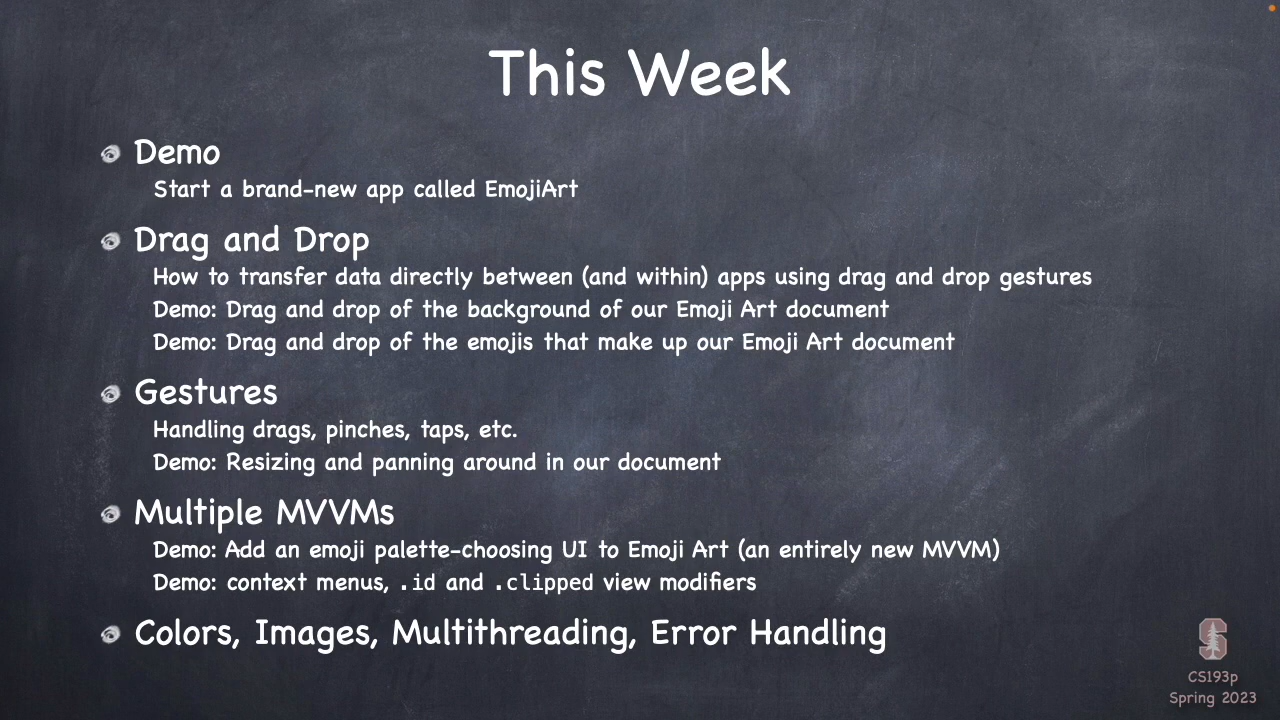 This Week
Demo
Start a brand-new app called EmojiArt
Drag and Drop
How to transfer data directly between (and within) apps using drag and drop gestures
Demo: Drag and drop of the background of our Emoji Art document
Demo: Drag and drop of the emojis that make up our Emoji Art document
Gestures
Handling drags, pinches, taps, etc.
Demo: Resizing and panning around in our document
Multiple MVVMs
Demo: Add an emoji palette-choosing UI to Emoji Art (an entirely new MVVM)
Demo: context menus, .id and .clipped view modifiers
Colors, Images, Multithreading, Error Handling
CS193p
Spring 2023